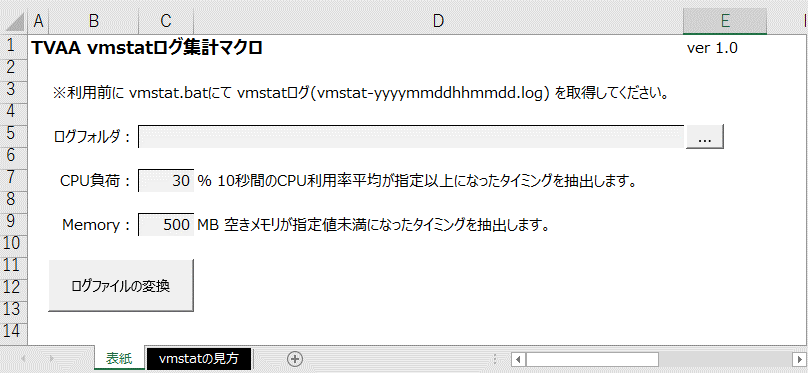 A B C D E
1 TVAA vmstatログ集計マクロ ver 1.0
2
3 ※利用前に vmstat.batにて vmstatログ(vmstat-yyyymmddhhmmdd.log) を取得してください。
4
5 ログフォルダ : ...
6
7 CPU負荷 : 30 % 10秒間のCPU利用率平均が指定以上になったタイミングを抽出します。
8
9 Memory : 500 MB 空きメモリが指定値未満になったタイミングを抽出します。
10
11
12 ログファイルの変換
13
14
表紙 vmstatの見方